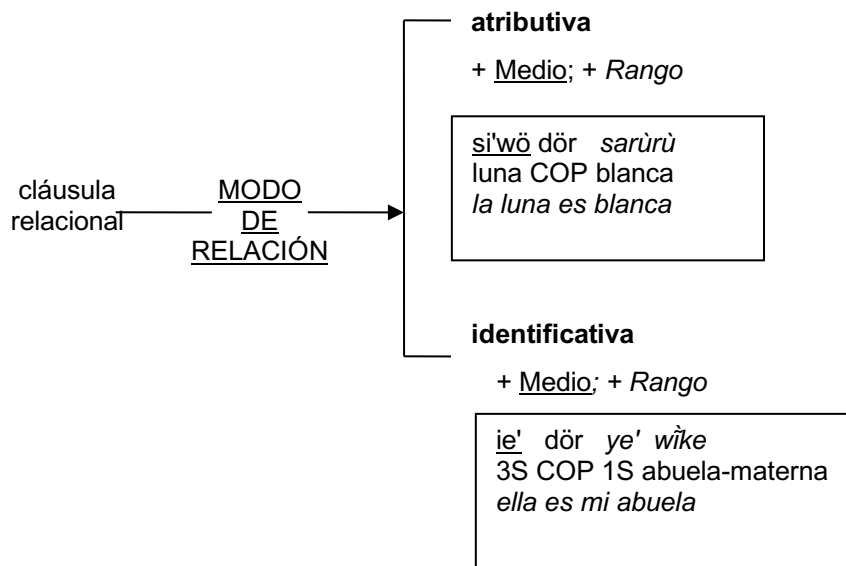 cláusula
relacional
MODO
DE
RELACIÓN
atributiva
+ Medio; + Rango
si'wö dör sarùrù
luna COP blanca
la luna es blanca
identificativa
+ Medio; + Rango
ie' dör ye' wĩ̀ke
3S COP 1S abuela-materna
ella es mi abuela